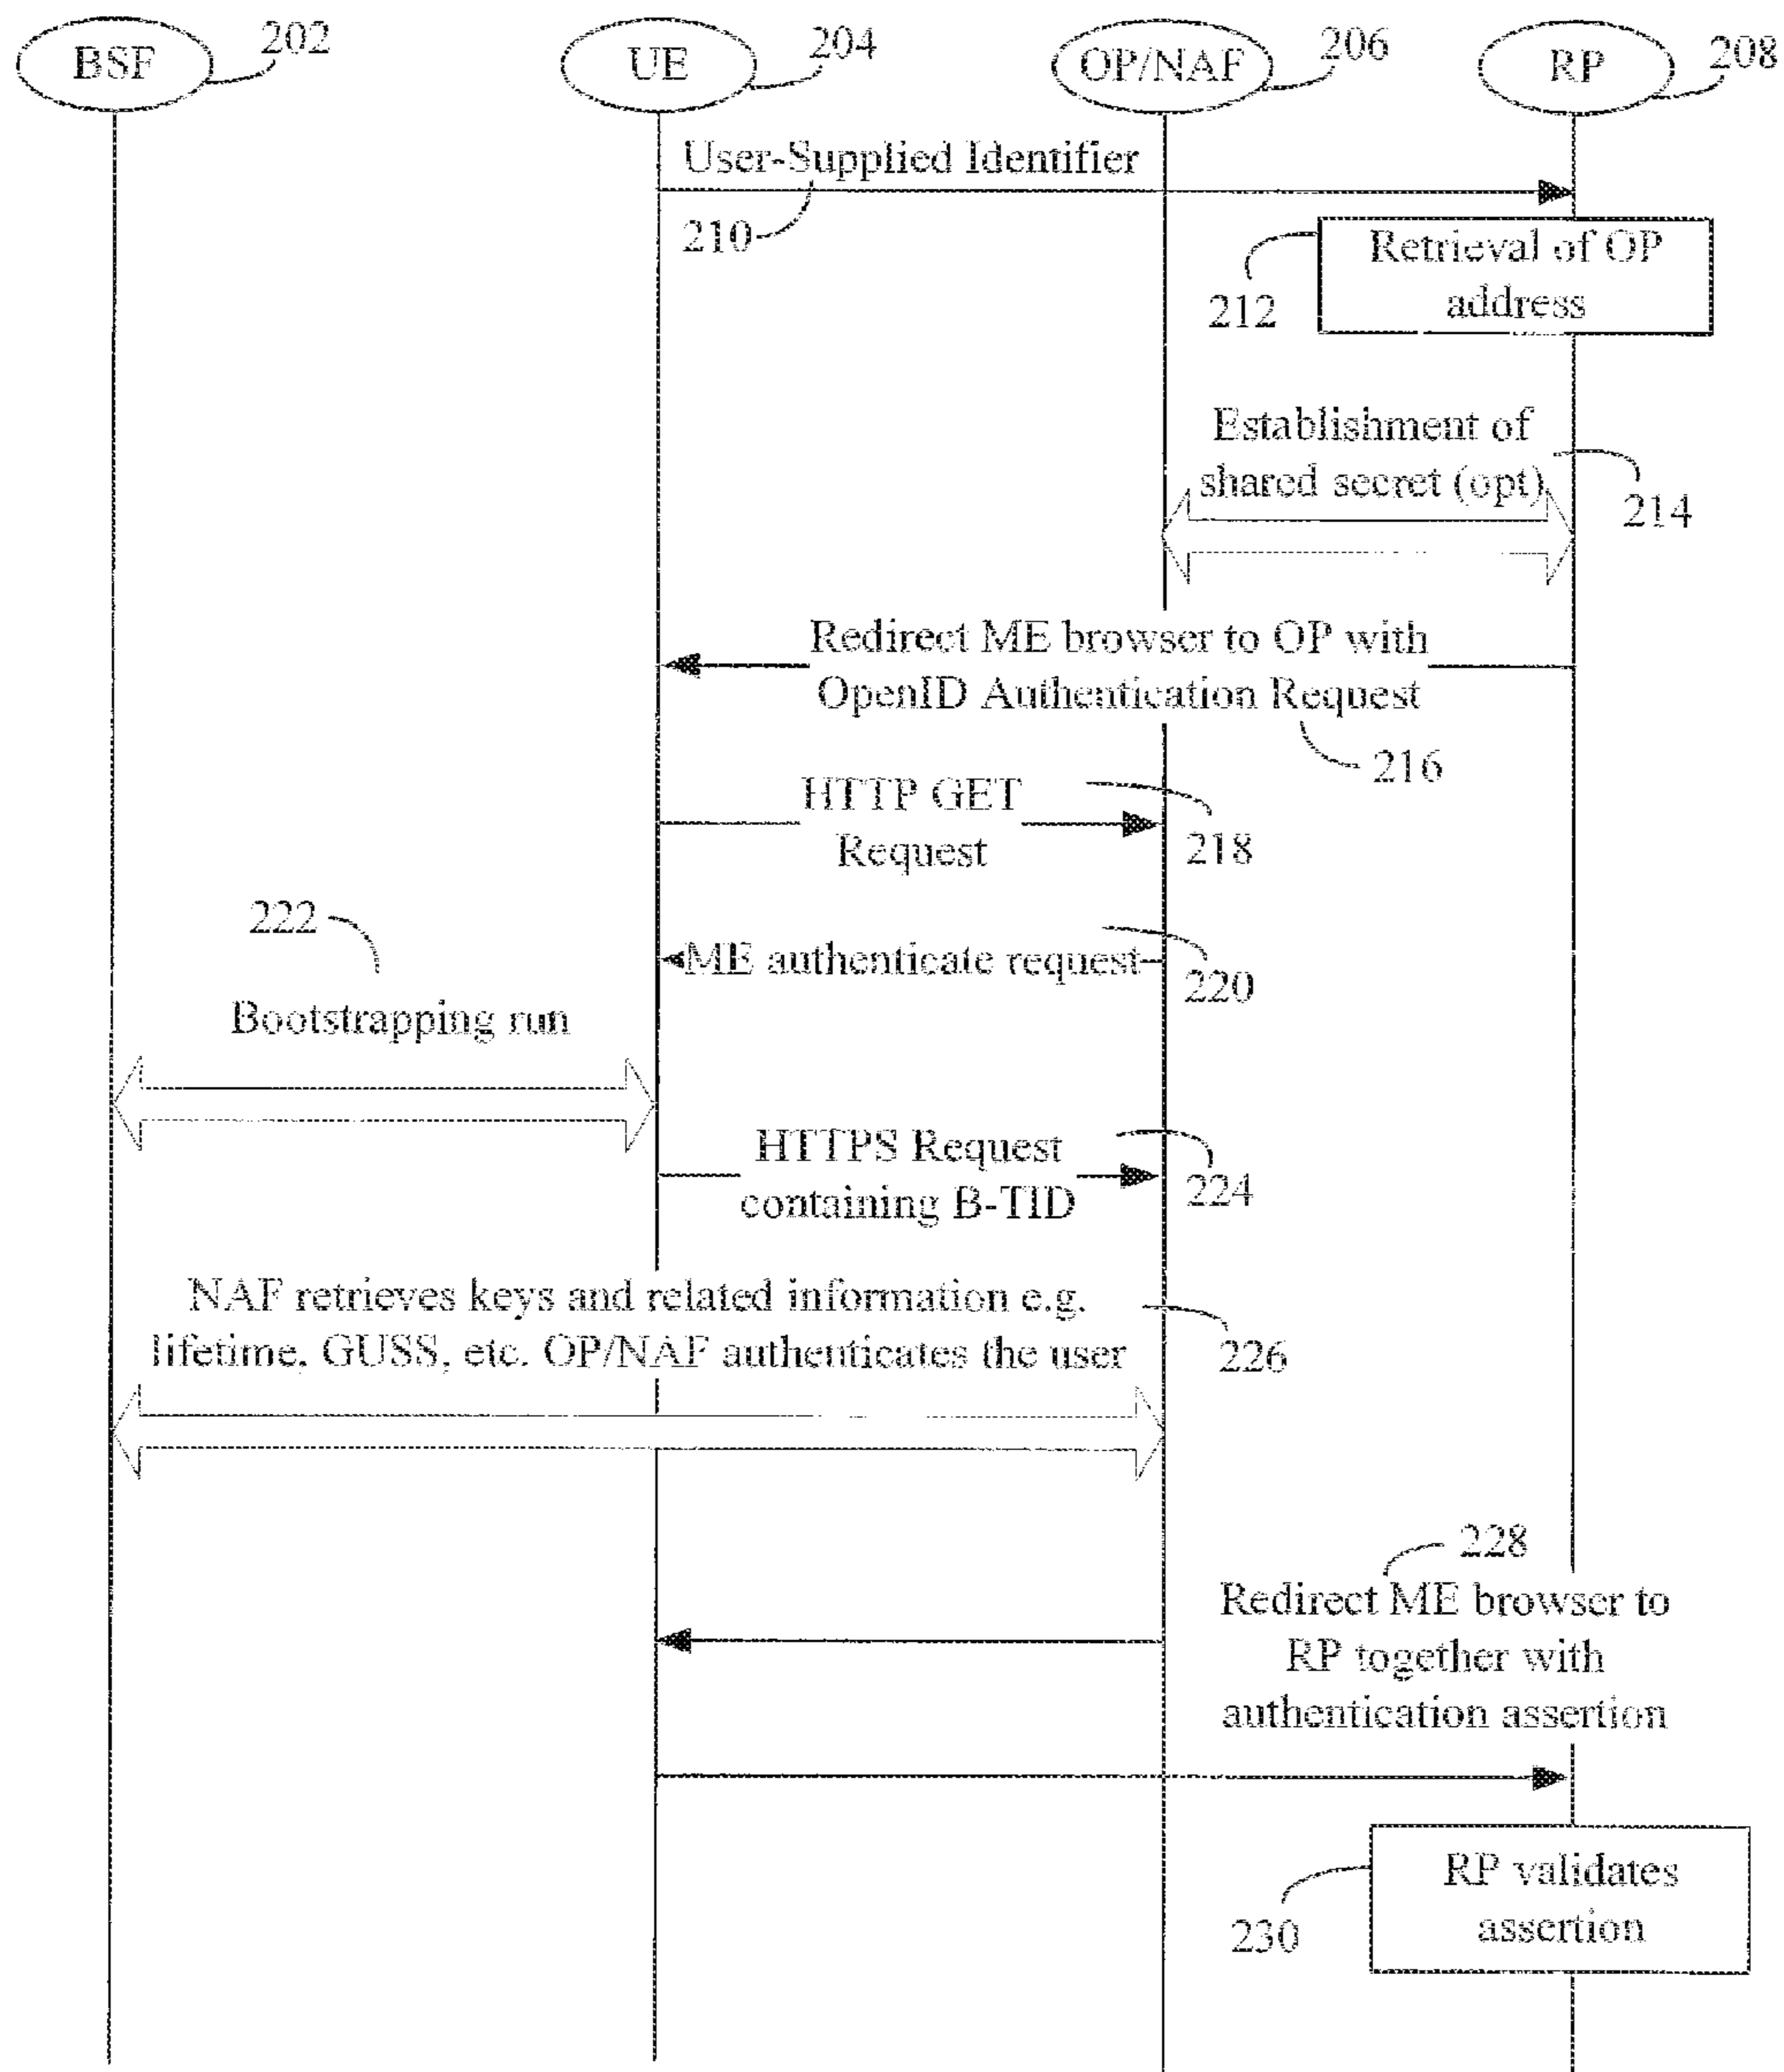 BSF
202
UE
204
OP/NAF
206
RP
208
User-Supplied Identifier
210
212
Retrieval of OP
address
Establishment of
shared secret (opt)
214
Redirect ME browser to OP with
OpenID Authentication Request
216
HTTP GET
Request
218
ME authenticate request
220
222
Bootstrapping run
HTTPS Request
containing B-TID
224
NAF retrieves keys and related information e.g.
lifetime, GUSS, etc. OP/NAF authenticates the user
226
228
Redirect ME browser to
RP together with
authentication assertion
RP validates
assertion
230